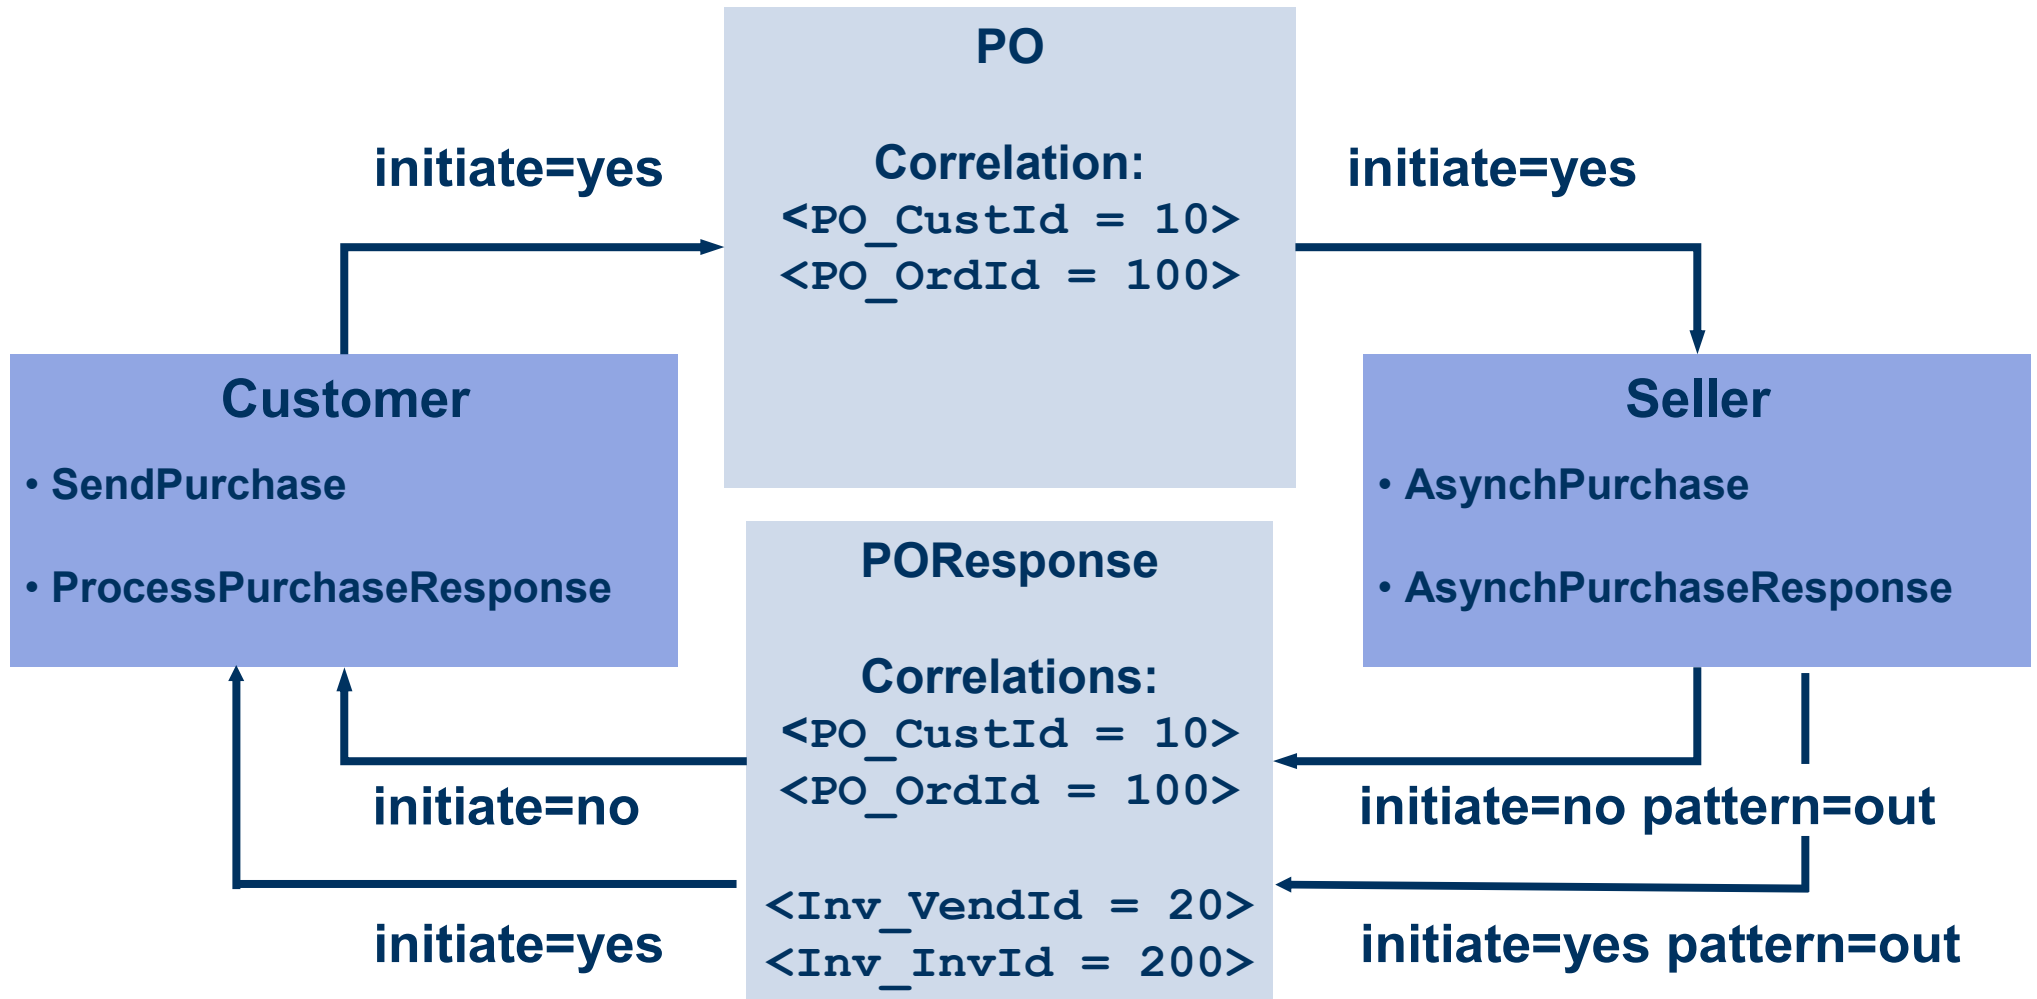 PO
Correlation:
<PO_CustId = 10>
<PO_OrdId = 100>
initiate=yes
initiate=yes
Customer
• SendPurchase
• ProcessPurchaseResponse
Seller
• AsynchPurchase
• AsynchPurchaseResponse
POResponse
Correlations:
<PO_CustId = 10>
<PO_OrdId = 100>
<Inv_VendId = 20>
<Inv_InvId = 200>
initiate=no
initiate=yes
initiate=no pattern=out
initiate=yes pattern=out